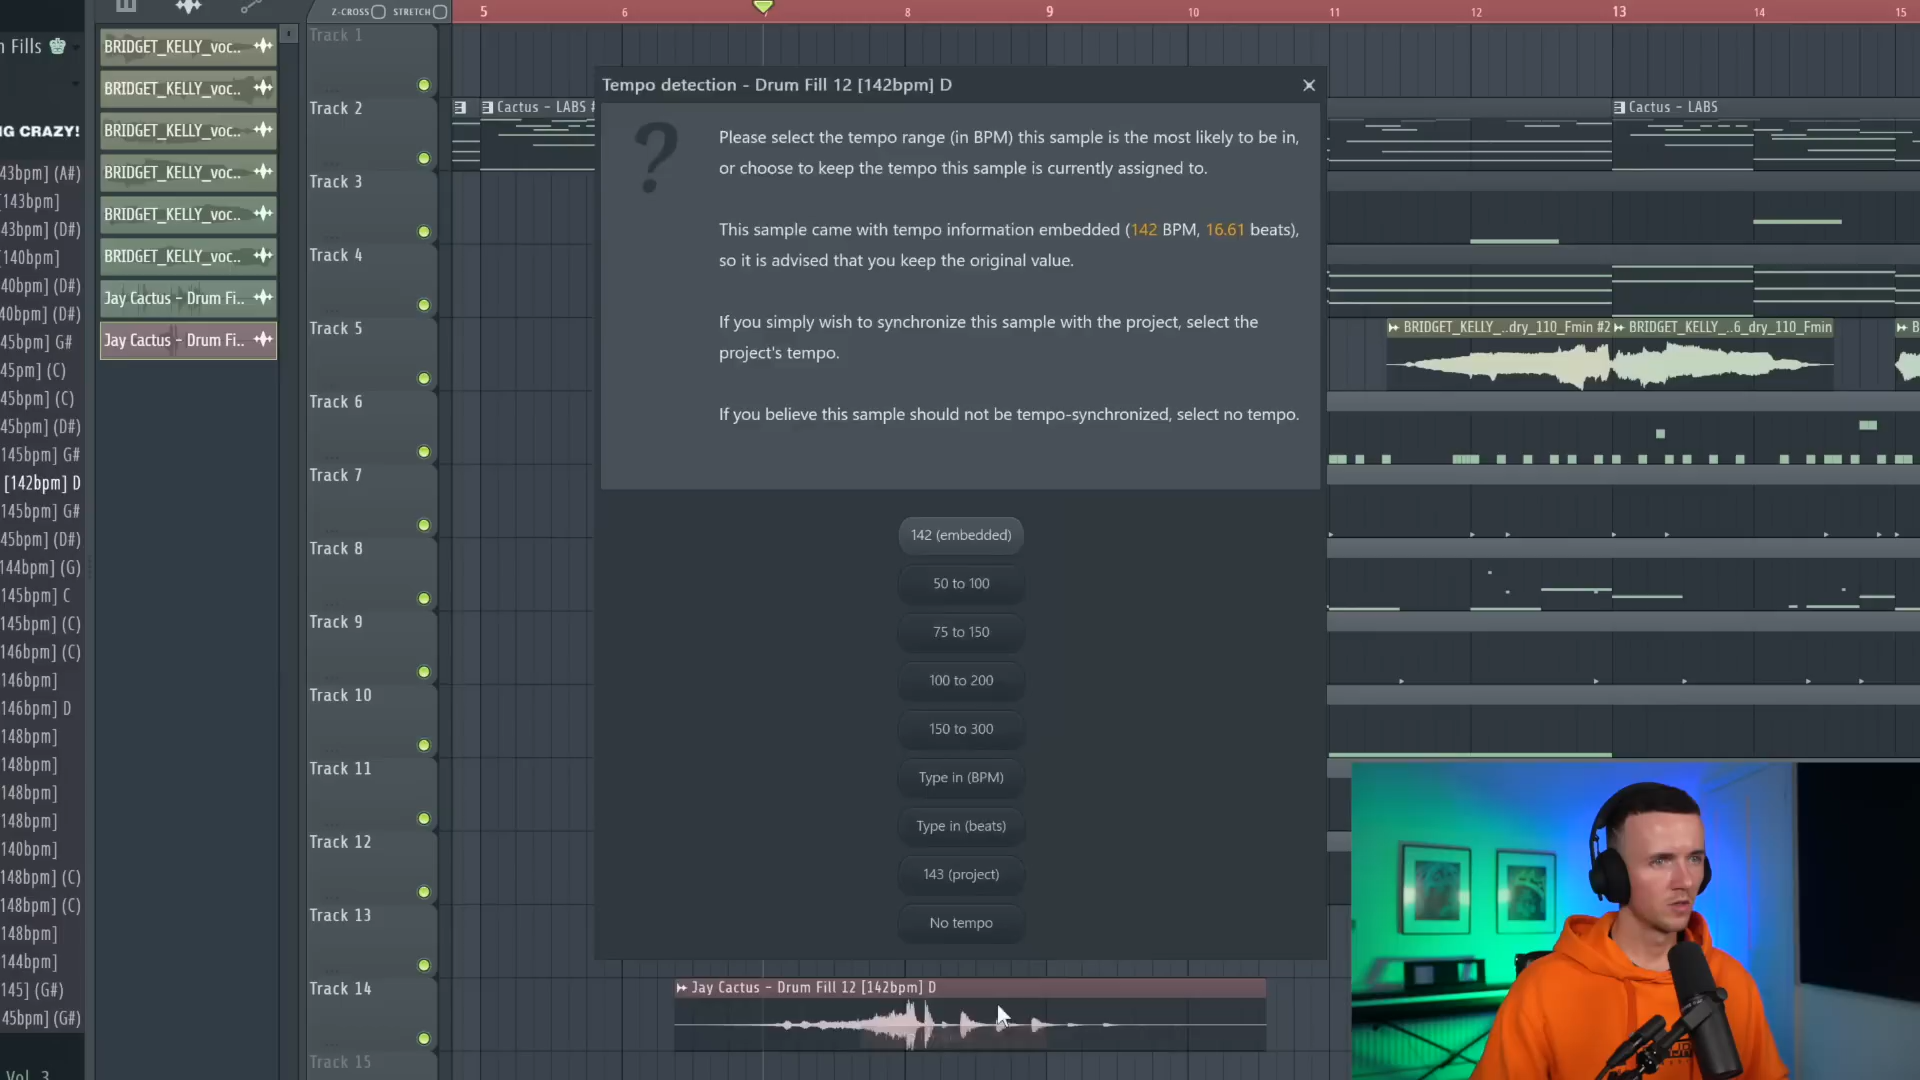 Z-CROSS
STRETCH
5
6
7
8
9
10
11
12
13
14
15
n Fills
NG CRAZY!
43bpm] (A#)
[143bpm]
43bpm] (D#)
[140bpm]
40bpm] (D#)
40bpm] (D#)
45bpm] G#
45pm] (C)
45bpm] (C)
45bpm] (D#)
145bpm] G#
[142bpm] D
145bpm] G#
45bpm] (D#)
144bpm] (G)
145bpm] C
145bpm] (C)
146bpm] (C)
146bpm]
146bpm] D
148bpm]
148bpm]
148bpm]
148bpm]
140bpm]
148bpm] (C)
148bpm] (C)
148bpm]
144bpm]
145] (G#)
45bpm] (G#)
Vol. 3
BRIDGET_KELLY_voc..
BRIDGET_KELLY_voc..
BRIDGET_KELLY_voc..
BRIDGET_KELLY_voc..
BRIDGET_KELLY_voc..
BRIDGET_KELLY_voc..
Jay Cactus - Drum Fi..
Jay Cactus - Drum Fi..
Track 1
Track 2
Track 3
Track 4
Track 5
Track 6
Track 7
Track 8
Track 9
Track 10
Track 11
Track 12
Track 13
Track 14
Track 15
Cactus - LABS #
Cactus - LABS
BRIDGET_KELLY_..dry_110_Fmin #2
BRIDGET_KELLY_..6_dry_110_Fmin
B
Tempo detection - Drum Fill 12 [142bpm] D
Please select the tempo range (in BPM) this sample is the most likely to be in,
or choose to keep the tempo this sample is currently assigned to.
This sample came with tempo information embedded (142 BPM, 16.61 beats),
so it is advised that you keep the original value.
If you simply wish to synchronize this sample with the project, select the
project's tempo.
If you believe this sample should not be tempo-synchronized, select no tempo.
142 (embedded)
50 to 100
75 to 150
100 to 200
150 to 300
Type in (BPM)
Type in (beats)
143 (project)
No tempo
Jay Cactus - Drum Fill 12 [142bpm] D